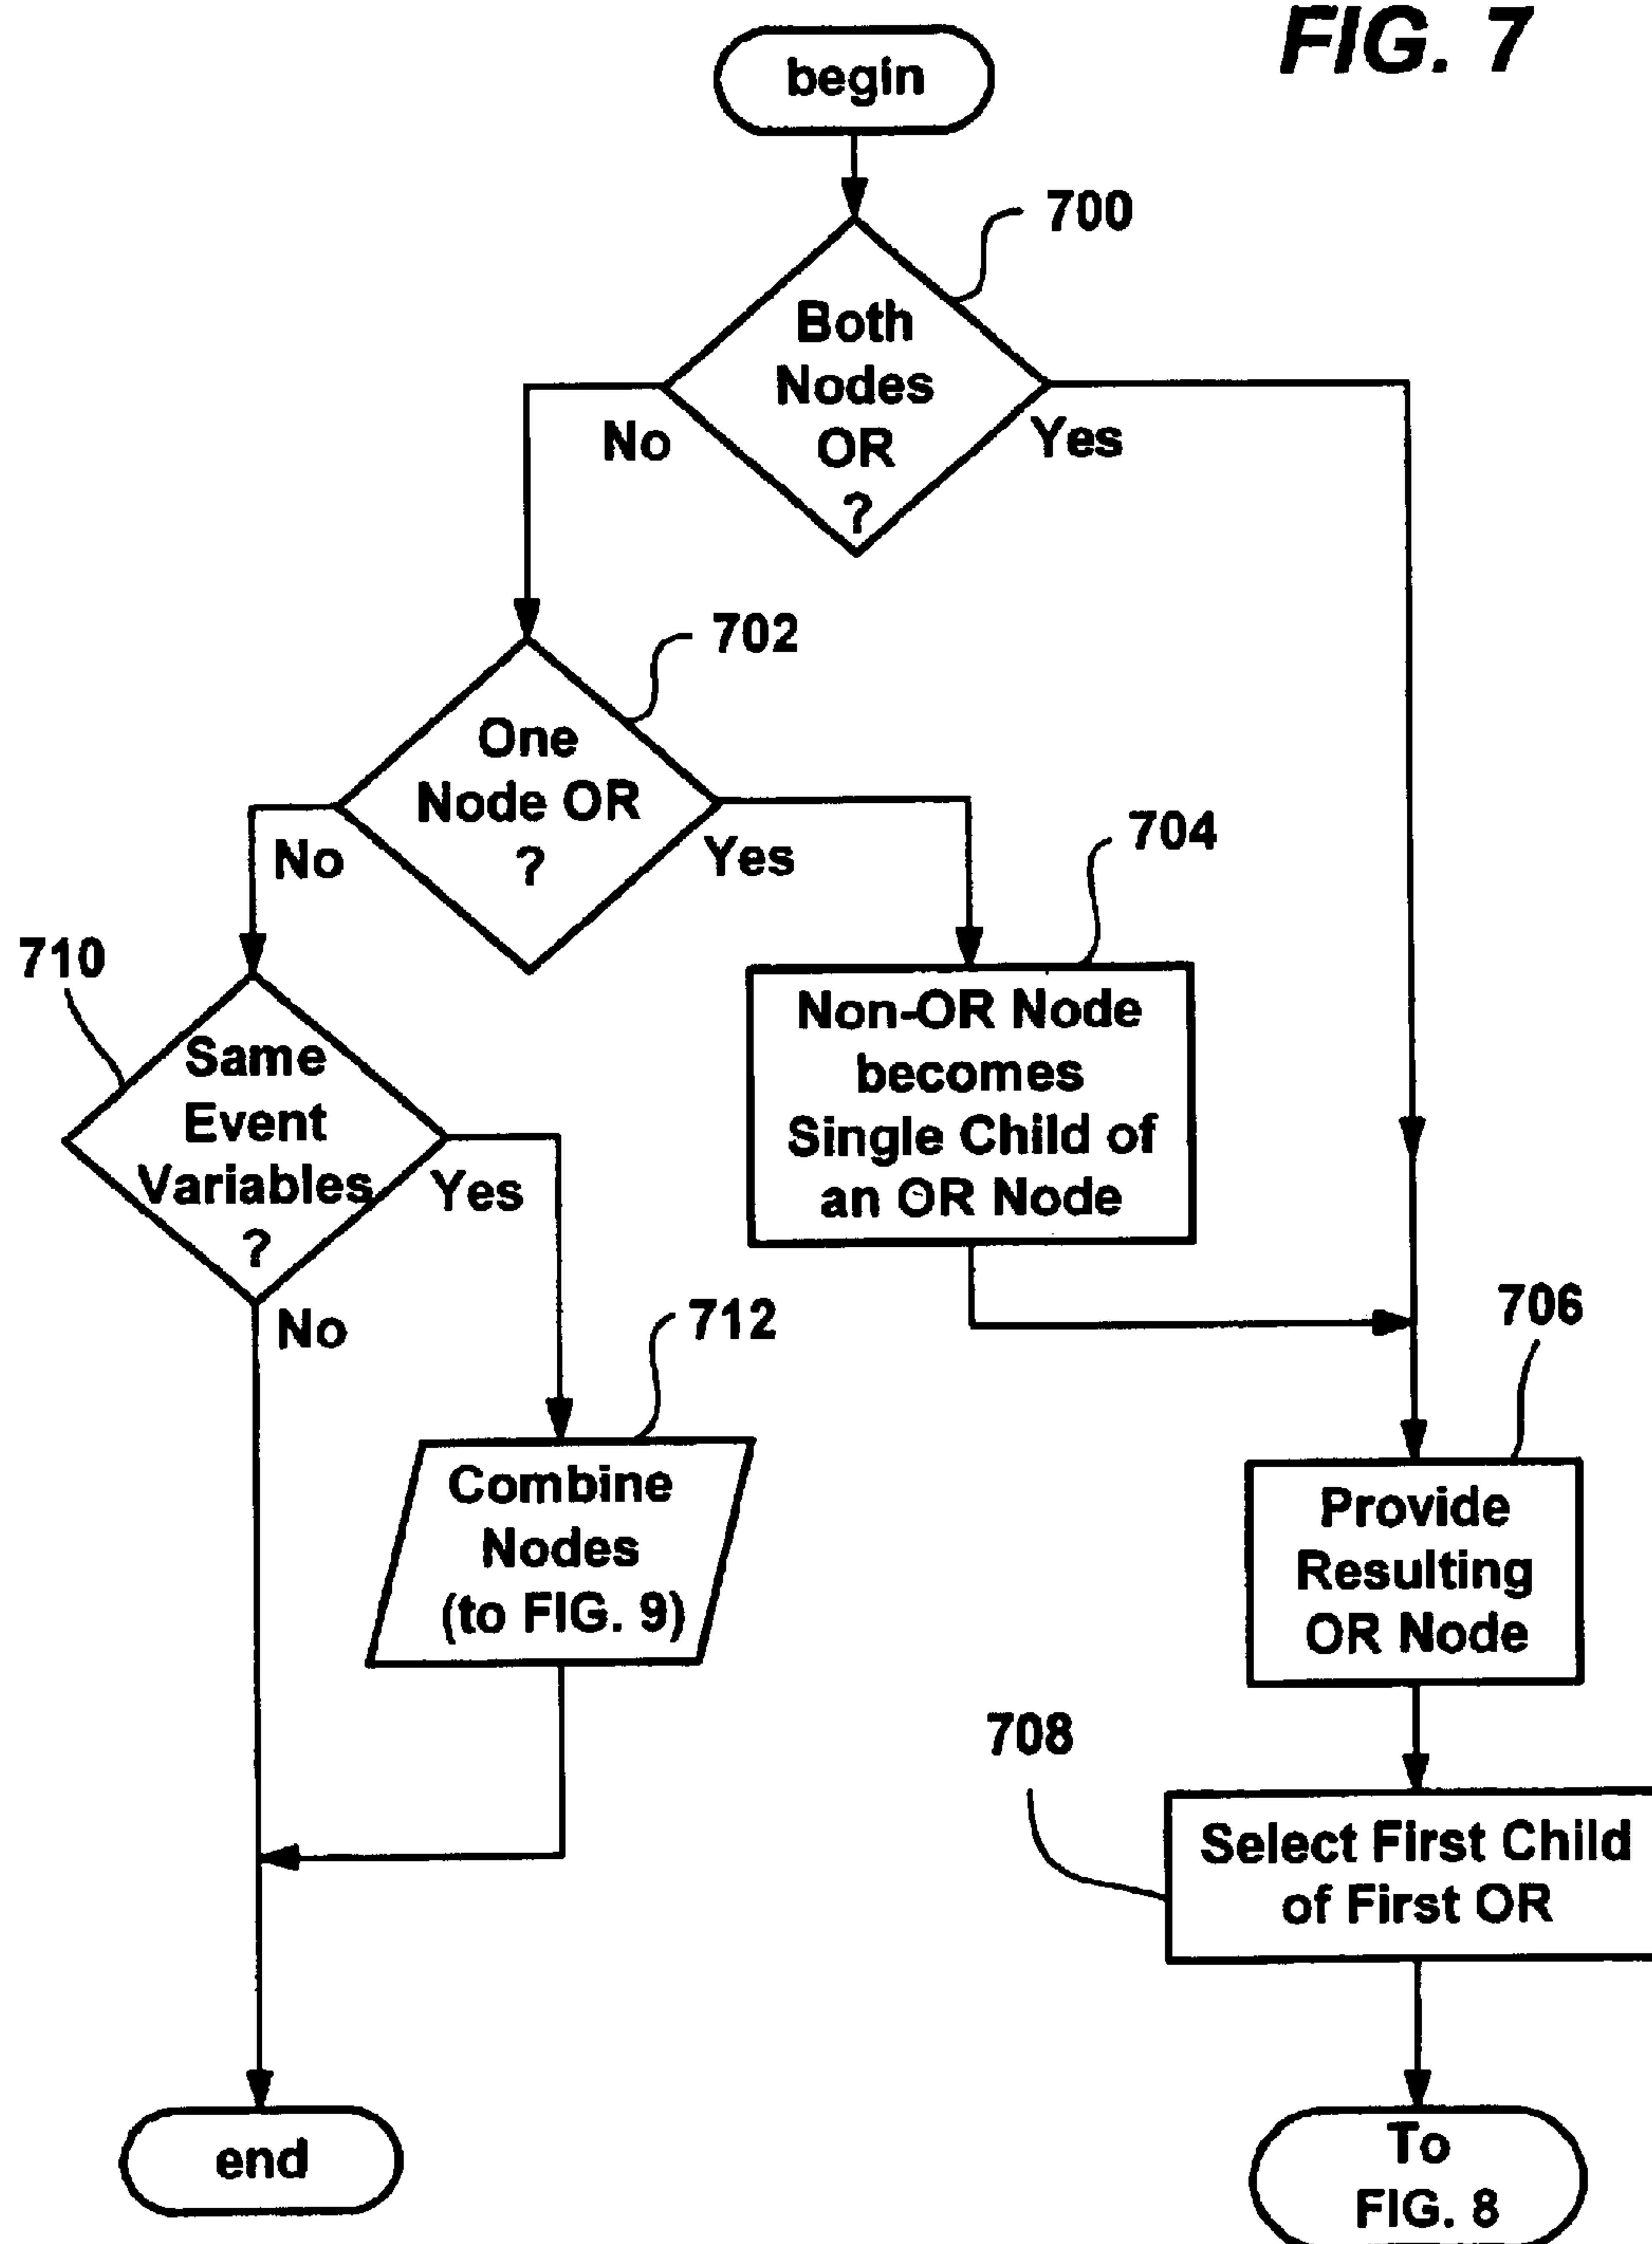 FIG. 7
begin
700
Both
Nodes
OR
?
No
Yes
702
One
Node OR
?
No
Yes
704
710
Same
Event
Variables
?
Yes
No
Non-OR Node
becomes
Single Child of
an OR Node
712
Combine
Nodes
(to FIG. 9)
706
Provide
Resulting
OR Node
708
Select First Child
of First OR
end
To
FIG. 8